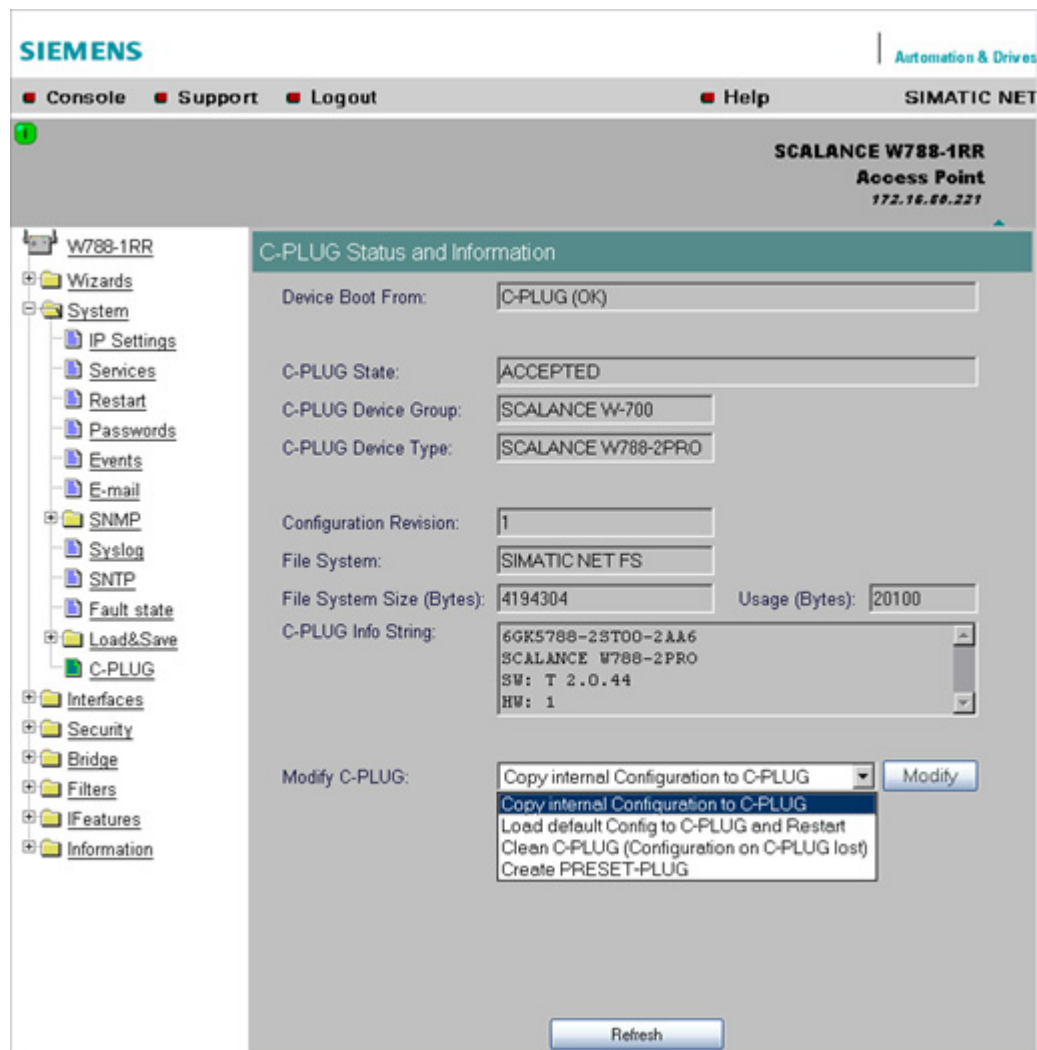 SIEMENS
Automation & Drives
Console Support Logout Help SIMATIC NET
i
SCALANCE W788-1RR
Access Point
172.16.80.221
W788-1RR
Wizards
System
IP Settings
Services
Restart
Passwords
Events
E-mail
SNMP
Syslog
SNTP
Fault state
Load&Save
C-PLUG
Interfaces
Security
Bridge
Filters
IFeatures
Information
C-PLUG Status and Information
Device Boot From: C-PLUG (OK)
C-PLUG State: ACCEPTED
C-PLUG Device Group: SCALANCE W-700
C-PLUG Device Type: SCALANCE W788-2PRO
Configuration Revision: 1
File System: SIMATIC NET FS
File System Size (Bytes): 4194304 Usage (Bytes): 20100
C-PLUG Info String: 6GK5788-2ST00-2AA6
SCALANCE W788-2PRO
SW: T 2.0.44
HW: 1
Modify C-PLUG: Copy internal Configuration to C-PLUG Modify
Copy internal Configuration to C-PLUG
Load default Config to C-PLUG and Restart
Clean C-PLUG (Configuration on C-PLUG lost)
Create PRESET-PLUG
Refresh